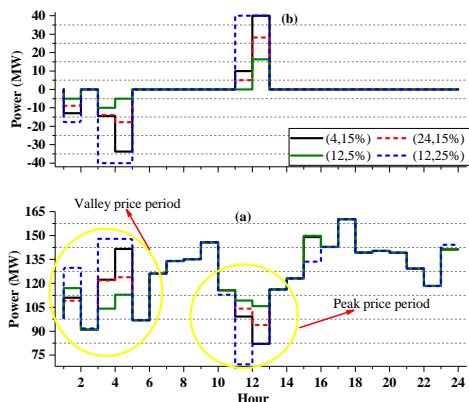 40
(b)
30
20
10
0
-10
-20
-30
-40
Power (MW)
(4,15%)
(24,15%)
(12,5%)
(12,25%)
165
Valley price period
(a)
150
135
120
105
90
75
Power (MW)
Peak price period
2 4 6 8 10 12 14 16 18 20 22 24
Hour